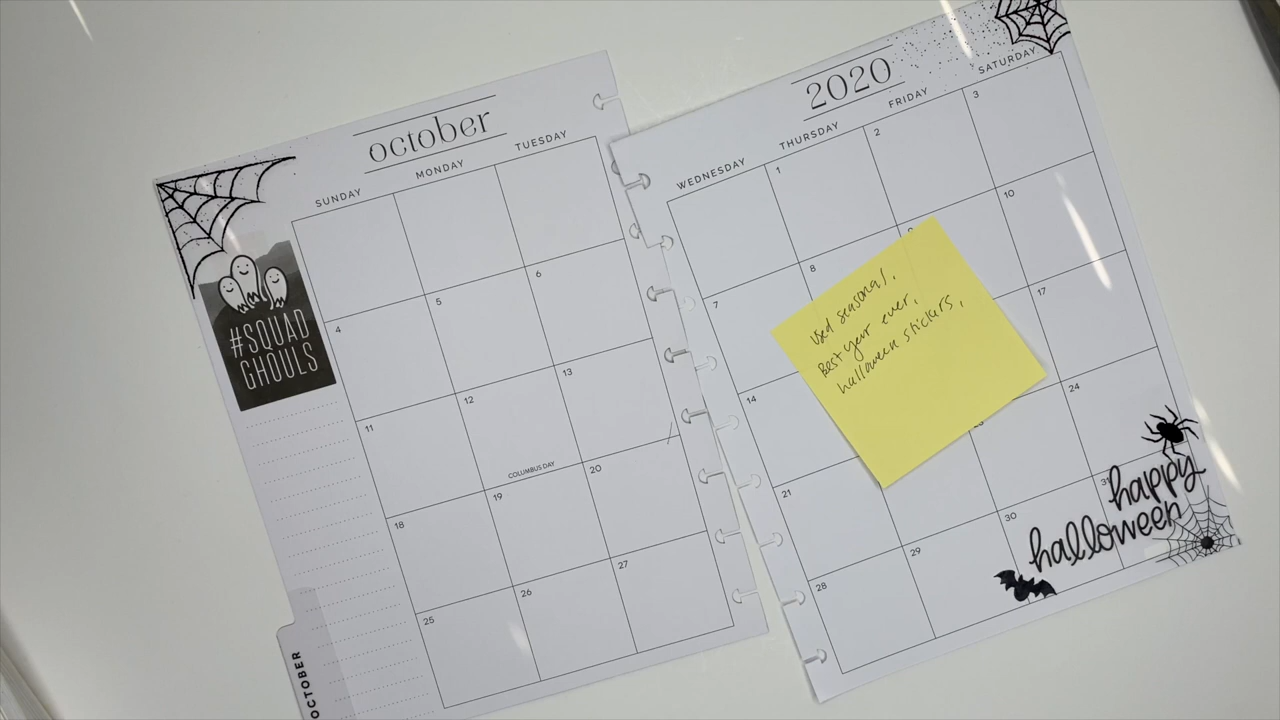 october
SUNDAY MONDAY TUESDAY
#SQUAD
GHOULS
4 5 6
11 12 13
COLUMBUS DAY
18 19 20
25 26 27
OCTOBER
2020
WEDNESDAY THURSDAY FRIDAY SATURDAY
1 2 3
7 8 10
14 17
21 24
28 29 30 31
Used seasonal,
Best year ever,
halloween stickers,
happy
halloween